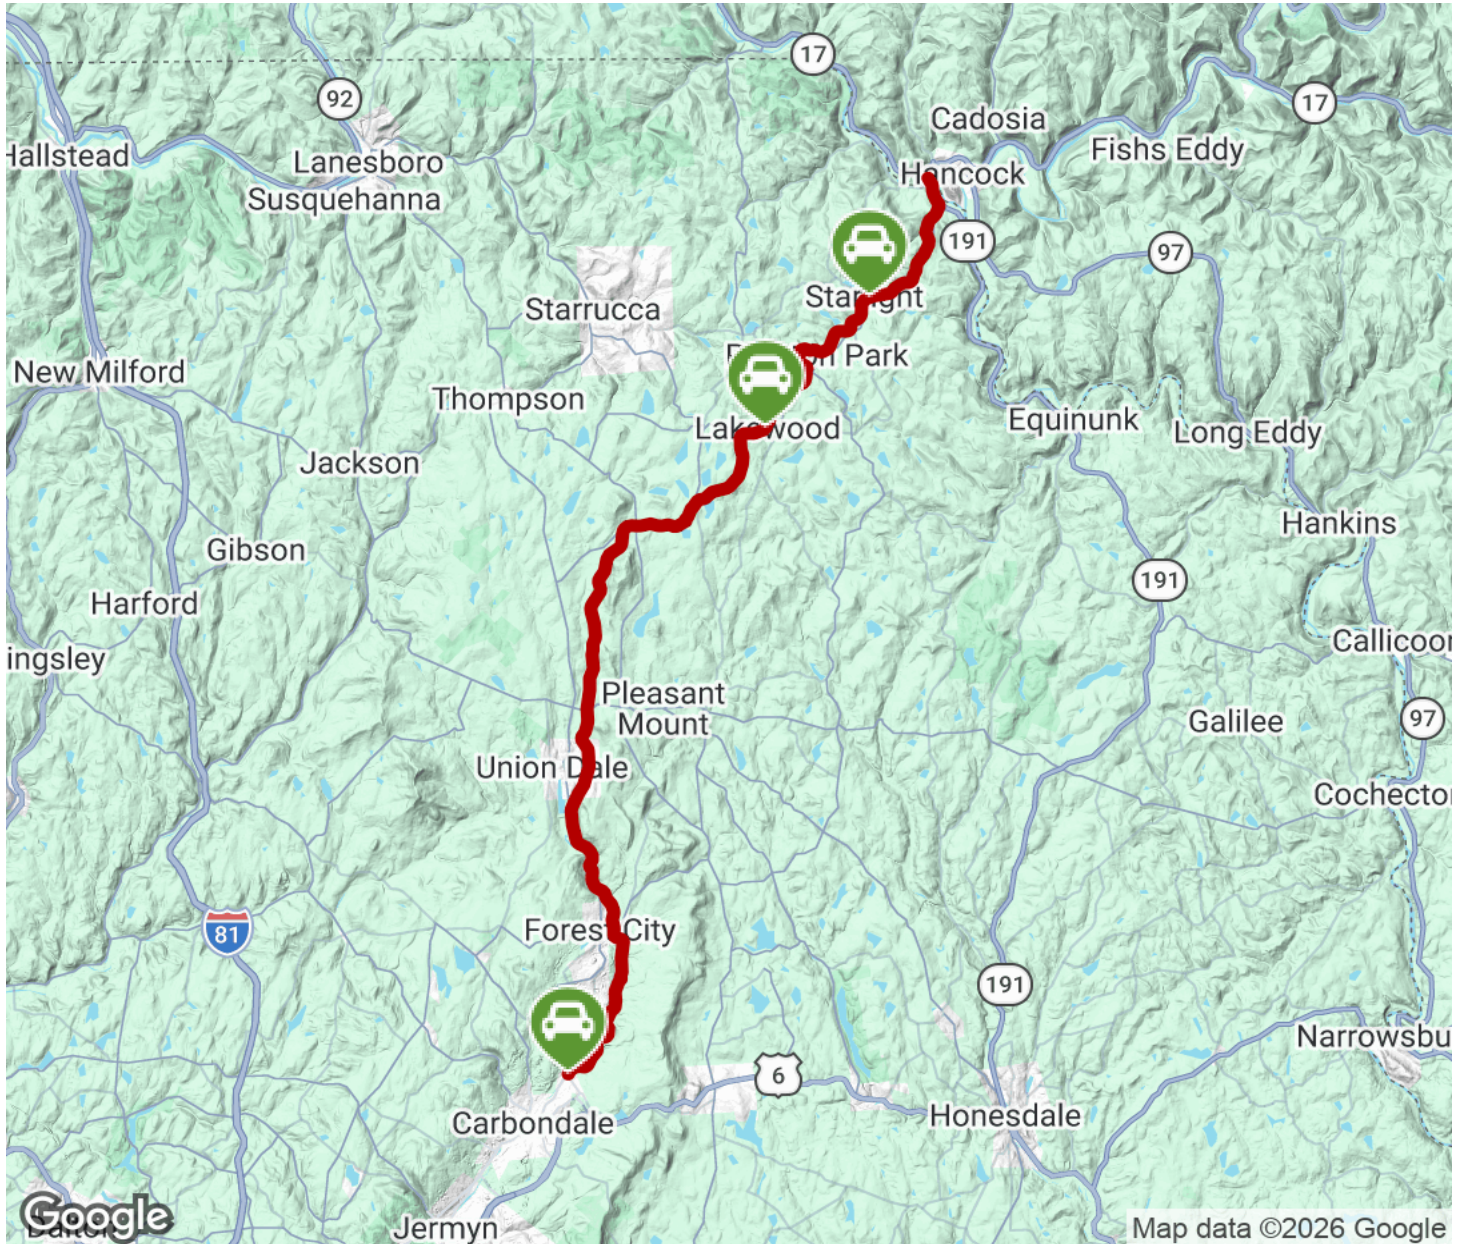 17
92
17
Cadosia
Hallstead
Lanesboro
Fishs Eddy
Hancock
Susquehanna
191
97
Starrucca
New Milford
Park
Thompson
Equinunk
Lakewood
Long Eddy
Jackson
Hankins
Gibson
191
Harford
Callicoon
ingsley
Pleasant
Mount
97
Galilee
Union Dale
Cochecton
Forest City
81
191
Narrowsbu
6
Carbondale
Honesdale
Google
Jermyn
Map data ©2026 Google